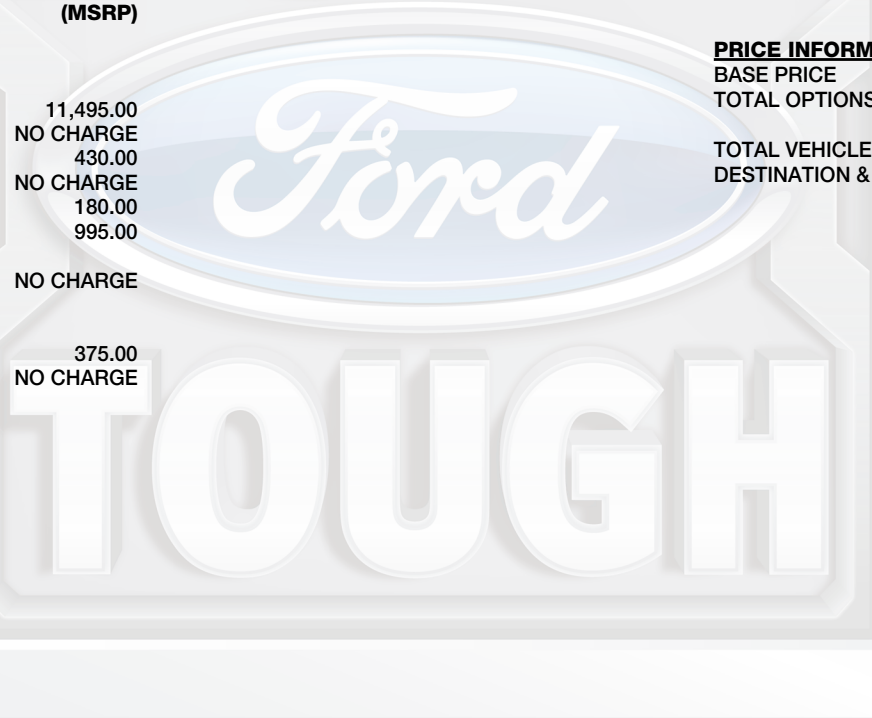 (MSRP)
11,495.00
NO CHARGE
430.00
NO CHARGE
180.00
995.00
NO CHARGE
375.00
NO CHARGE
PRICE INFORM
BASE PRICE
TOTAL OPTIONS
TOTAL VEHICLE
DESTINATION &
Ford
TOUGH